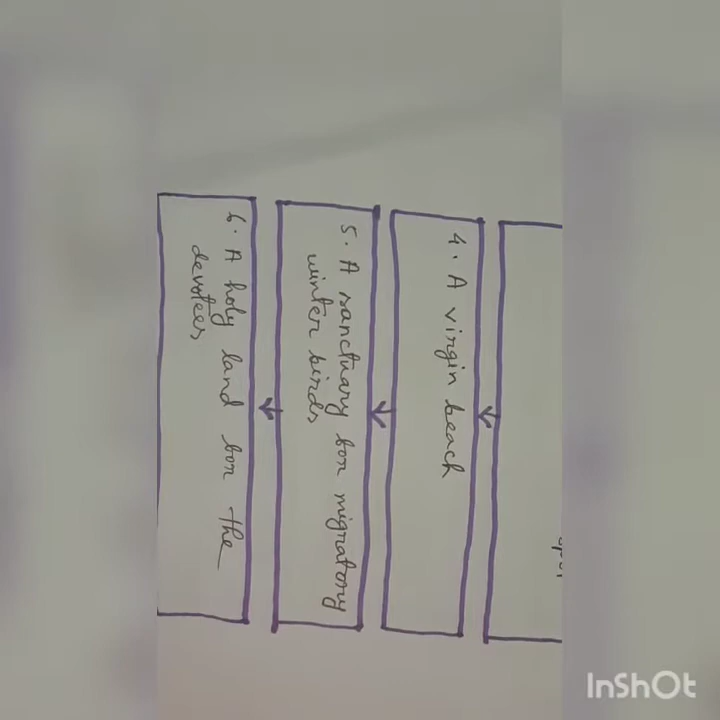 4. A virgin beach
5. A sanctuary for migratory
winter birds
6. A holy land for the
devotees
InShOt